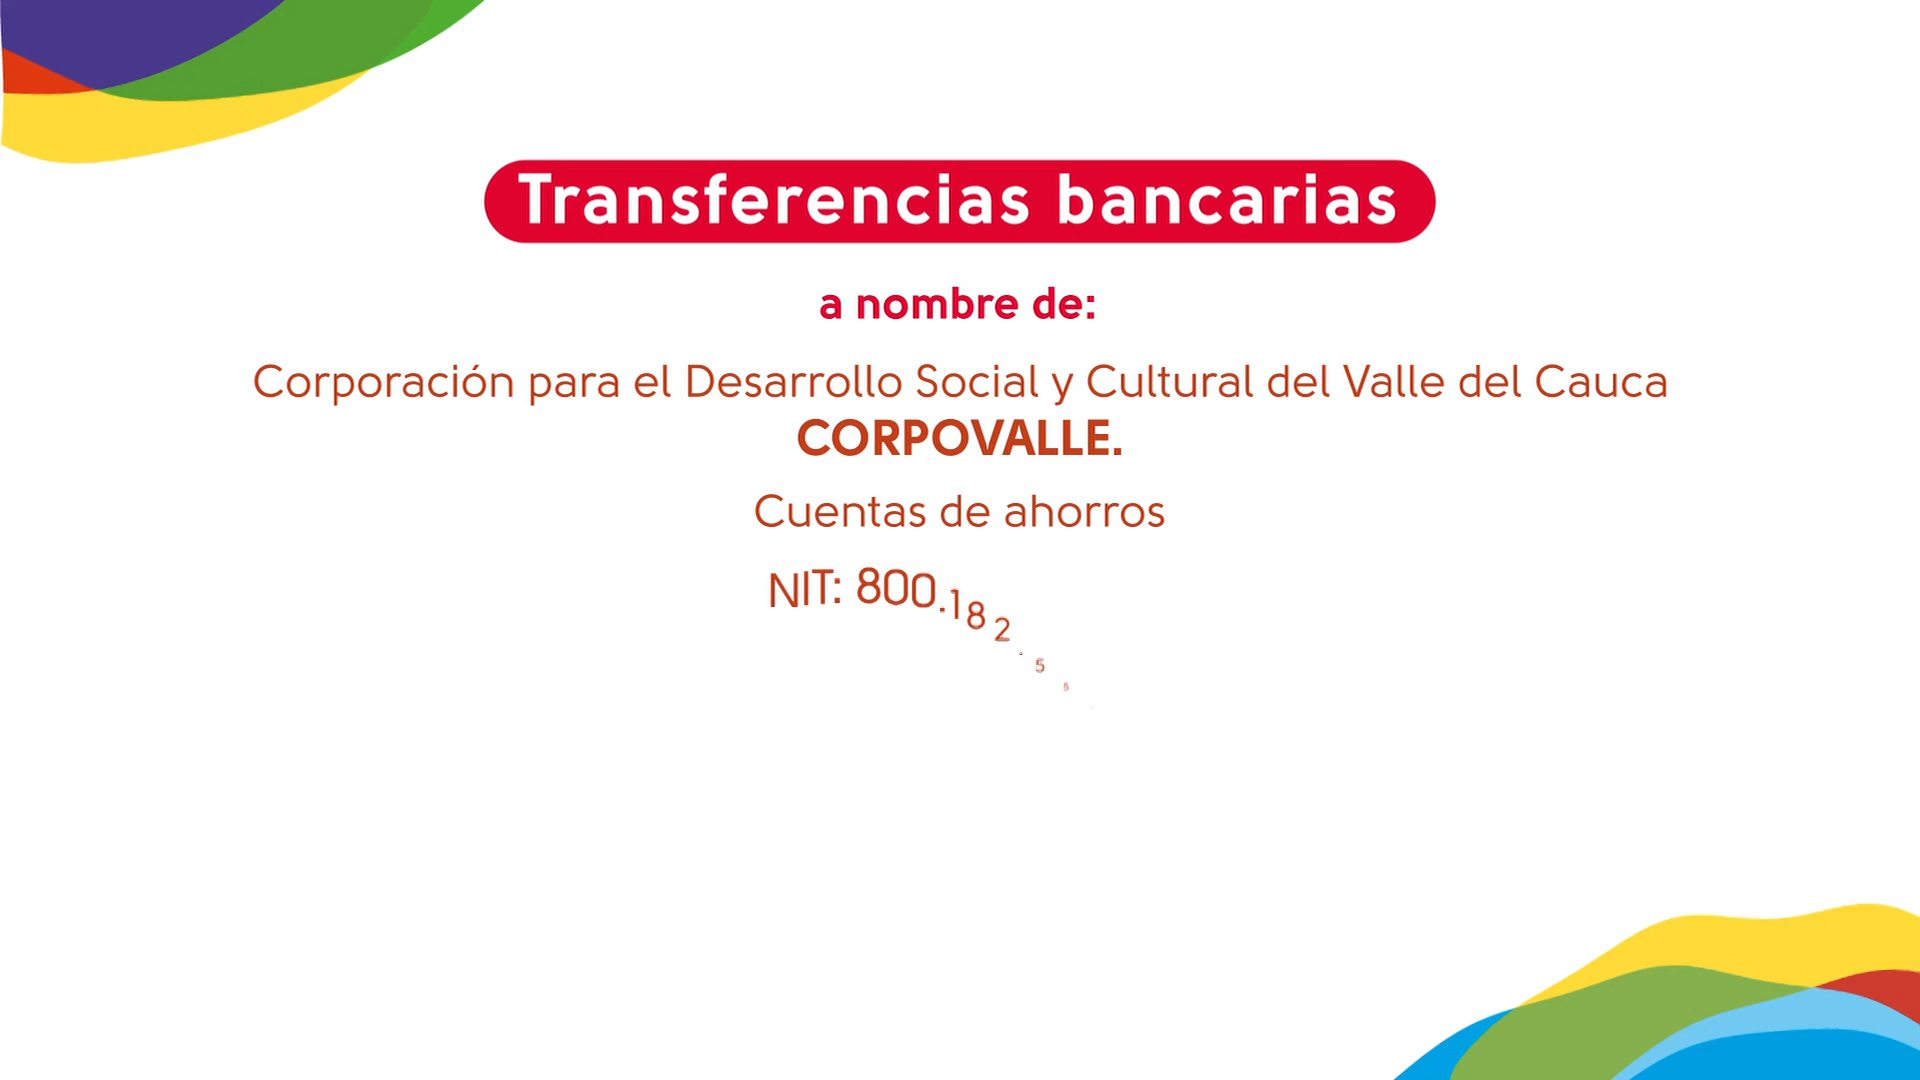 Transferencias bancarias
a nombre de:
Corporación para el Desarrollo Social y Cultural del Valle del Cauca
CORPOVALLE.
Cuentas de ahorros
NIT: 800.182.5